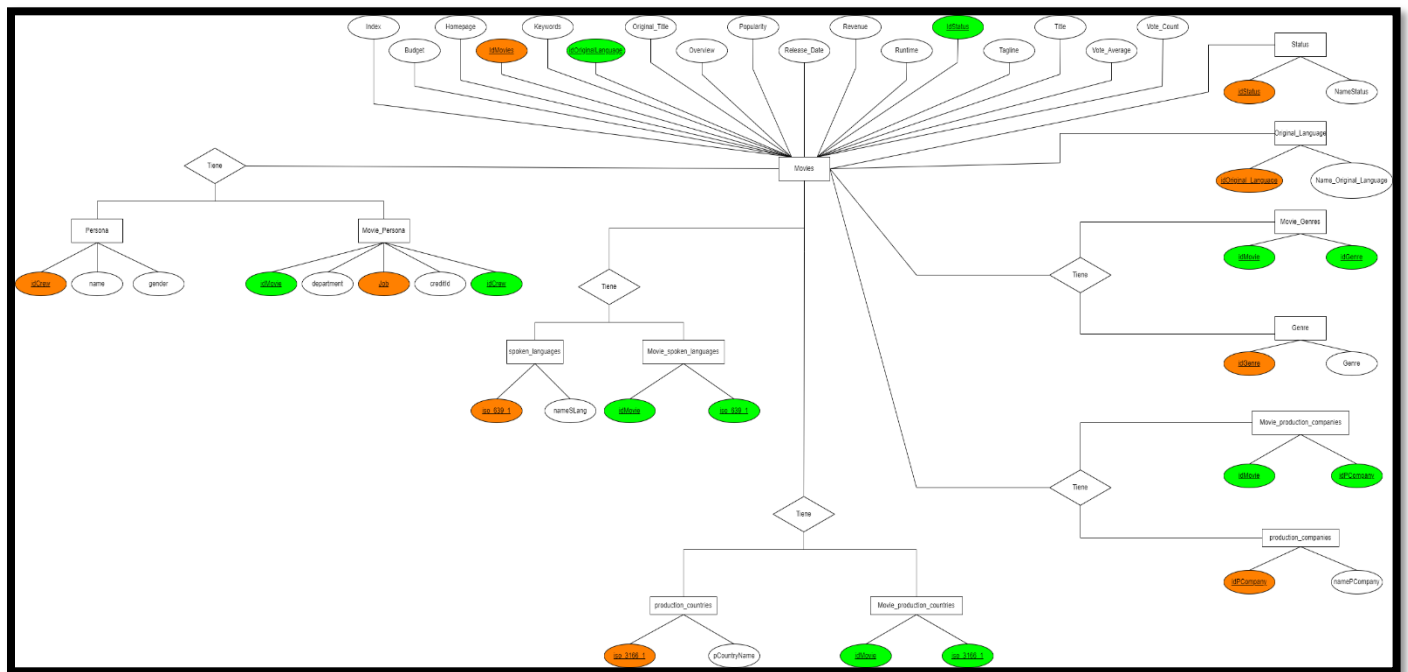 Index
Homepage
Keywords
Original_Title
Popularity
Revenue
idStatus
Title
Vote_Count
Budget
idMovies
idOriginalLanguage
Overview
Release_Date
Runtime
Tagline
Vote_Average
Status
idStatus
NameStatus
Original_Language
idOriginal_Language
Name_Original_Language
Tiene
Movies
Persona
Movie_Persona
idCrew
name
gender
idMovie
department
Job
creditId
idCrew
Movie_Genres
idMovie
idGenre
Tiene
Genre
idGenre
Genre
Tiene
spoken_languages
Movie_spoken_languages
iso_639_1
nameSLang
idMovie
iso_639_1
Movie_production_companies
idMovie
idPCompany
Tiene
production_companies
idPCompany
namePCompany
Tiene
production_countries
Movie_production_countries
iso_3166_1
pCountryName
idMovie
iso_3166_1